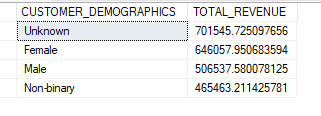 CUSTOMER_DEMOGRAPHICS TOTAL_REVENUE
Unknown 701545.725097656
Female 646057.950683594
Male 506537.580078125
Non-binary 465463.211425781